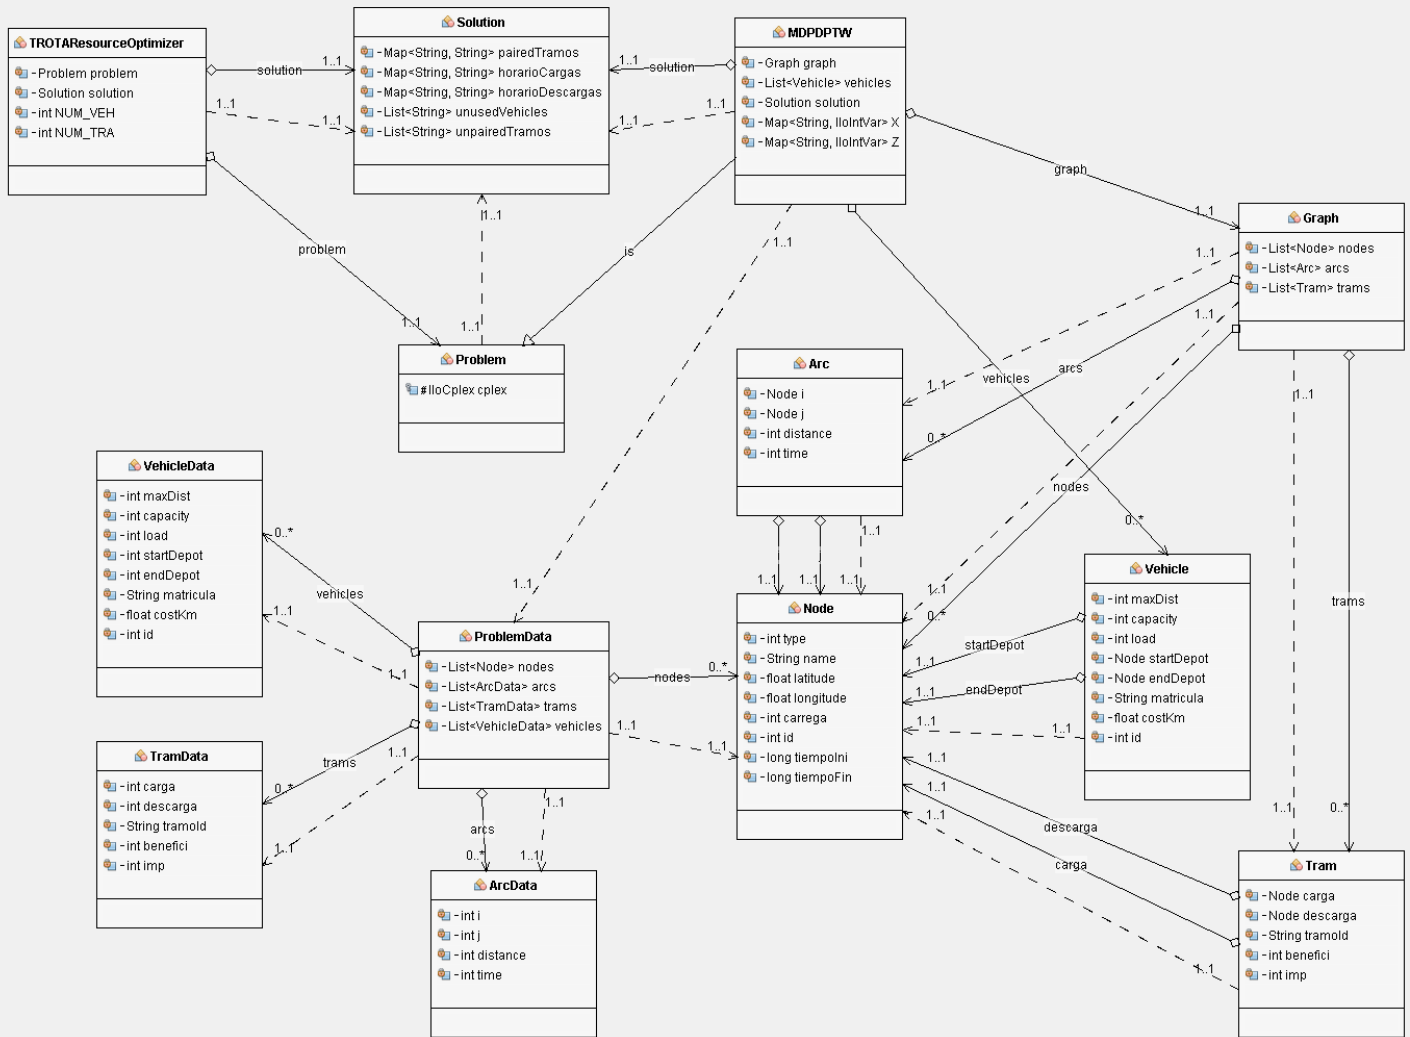 TROTAResourceOptimizer
-Problem problem
-Solution solution
-int NUM_VEH
-int NUM_TRA
Solution
-Map<String, String> pairedTramos
-Map<String, String> horarioCargas
-Map<String, String> horarioDescargas
-List<String> unusedVehicles
-List<String> unpairedTramos
MDPDPTW
-Graph graph
-List<Vehicle> vehicles
-Solution solution
-Map<String, IloIntVar> X
-Map<String, IloIntVar> Z
solution
1..1
1..1
1..1
1..1
solution
1..1
1..1
problem
1..1
1..1
1..1
is
1..1
1..1
graph
1..1
Graph
-List<Node> nodes
-List<Arc> arcs
-List<Tram> trams
1..1
1..1
1..1
Problem
#IloCplex cplex
vehicles
0..*
Arc
-Node i
-Node j
-int distance
-int time
1..1
arcs
0..*
nodes
1..1
0..*
1..1
1..1
trams
0..*
1..1
1..1
1..1
1..1
VehicleData
-int maxDist
-int capacity
-int load
-int startDepot
-int endDepot
-String matricula
-float costKm
-int id
0..*
vehicles
1..1
1..1
ProblemData
-List<Node> nodes
-List<ArcData> arcs
-List<TramData> trams
-List<VehicleData> vehicles
nodes
0..*
1..1
1..1
Node
-int type
-String name
-float latitude
-float longitude
-int carrega
-int id
-long tiempoIni
-long tiempoFin
Vehicle
-int maxDist
-int capacity
-int load
-Node startDepot
-Node endDepot
-String matricula
-float costKm
-int id
startDepot
1..1
endDepot
1..1
1..1
1..1
TramData
-int carga
-int descarga
-String tramoId
-int benefici
-int imp
trams
0..*
1..1
1..1
arcs
0..*
1..1
1..1
ArcData
-int i
-int j
-int distance
-int time
1..1
descarga
1..1
carga
1..1
1..1
Tram
-Node carga
-Node descarga
-String tramoId
-int benefici
-int imp